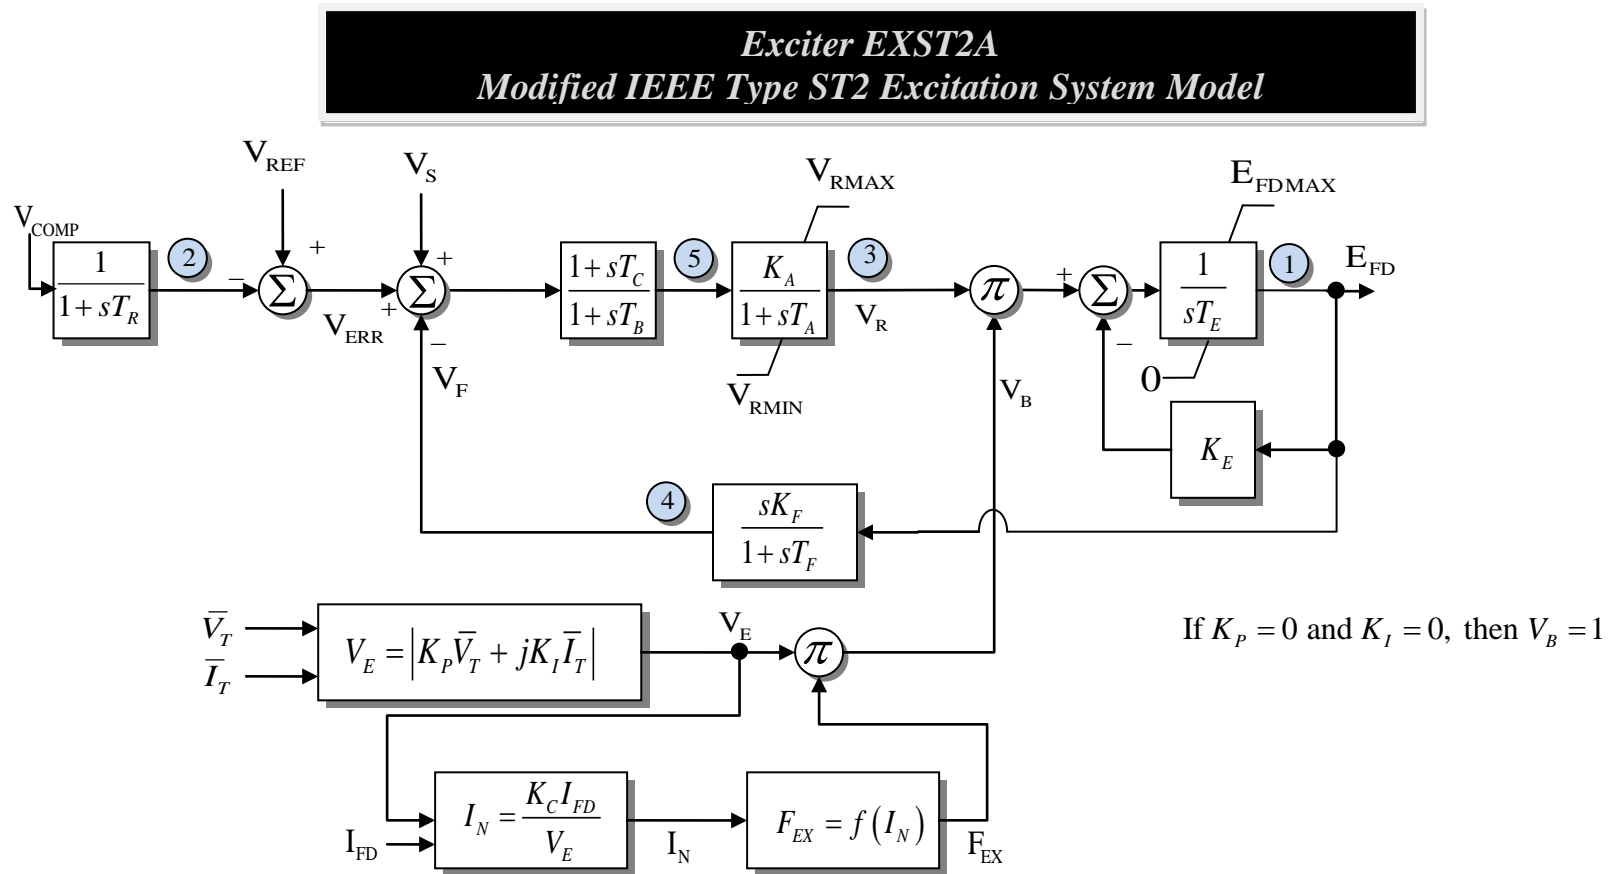 Exciter EXST2A
Modified IEEE Type ST2 Excitation System Model
V_REF
V_S
V_RMAX
E_FDMAX
V_COMP
1 / (1 + sT_R)
2
−
+
Σ
V_ERR
+
+
−
Σ
V_F
(1 + sT_C) / (1 + sT_B)
5
K_A / (1 + sT_A)
3
V_R
V_RMIN
π
V_B
+
−
Σ
1 / sT_E
0
1
E_FD
K_E
4
sK_F / (1 + sT_F)
V̅_T
I̅_T
V_E = |K_P V̅_T + jK_I I̅_T|
V_E
π
If K_P = 0 and K_I = 0, then V_B = 1
I_FD
I_N = K_C I_FD / V_E
I_N
F_EX = f(I_N)
F_EX